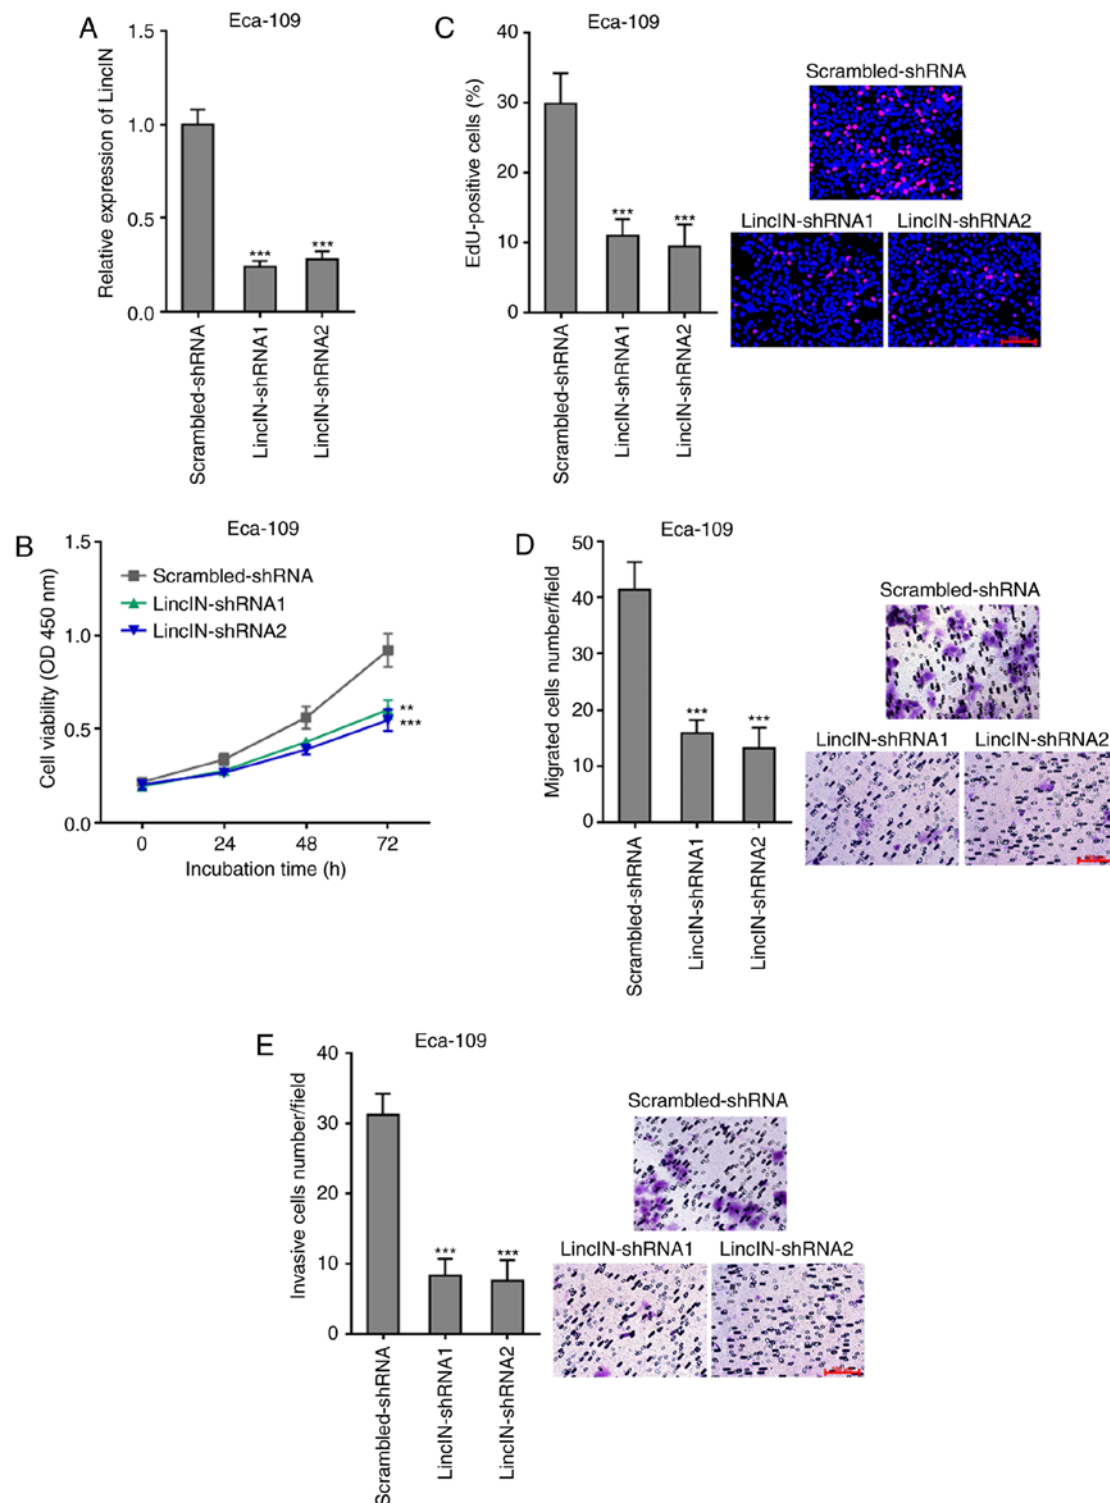 A
Eca-109
Relative expression of LincIN
1.5
1.0
0.5
0.0
***
***
Scrambled-shRNA
LincIN-shRNA1
LincIN-shRNA2
C
Eca-109
EdU-positive cells (%)
40
30
20
10
0
***
***
Scrambled-shRNA
LincIN-shRNA1
LincIN-shRNA2
Scrambled-shRNA
LincIN-shRNA1
LincIN-shRNA2
B
Eca-109
Cell viability (OD 450 nm)
1.5
1.0
0.5
0.0
Scrambled-shRNA
LincIN-shRNA1
LincIN-shRNA2
**
***
0
24
48
72
Incubation time (h)
D
Eca-109
Migrated cells number/field
50
40
30
20
10
0
***
***
Scrambled-shRNA
LincIN-shRNA1
LincIN-shRNA2
Scrambled-shRNA
LincIN-shRNA1
LincIN-shRNA2
E
Eca-109
Invasive cells number/field
40
30
20
10
0
***
***
Scrambled-shRNA
LincIN-shRNA1
LincIN-shRNA2
Scrambled-shRNA
LincIN-shRNA1
LincIN-shRNA2